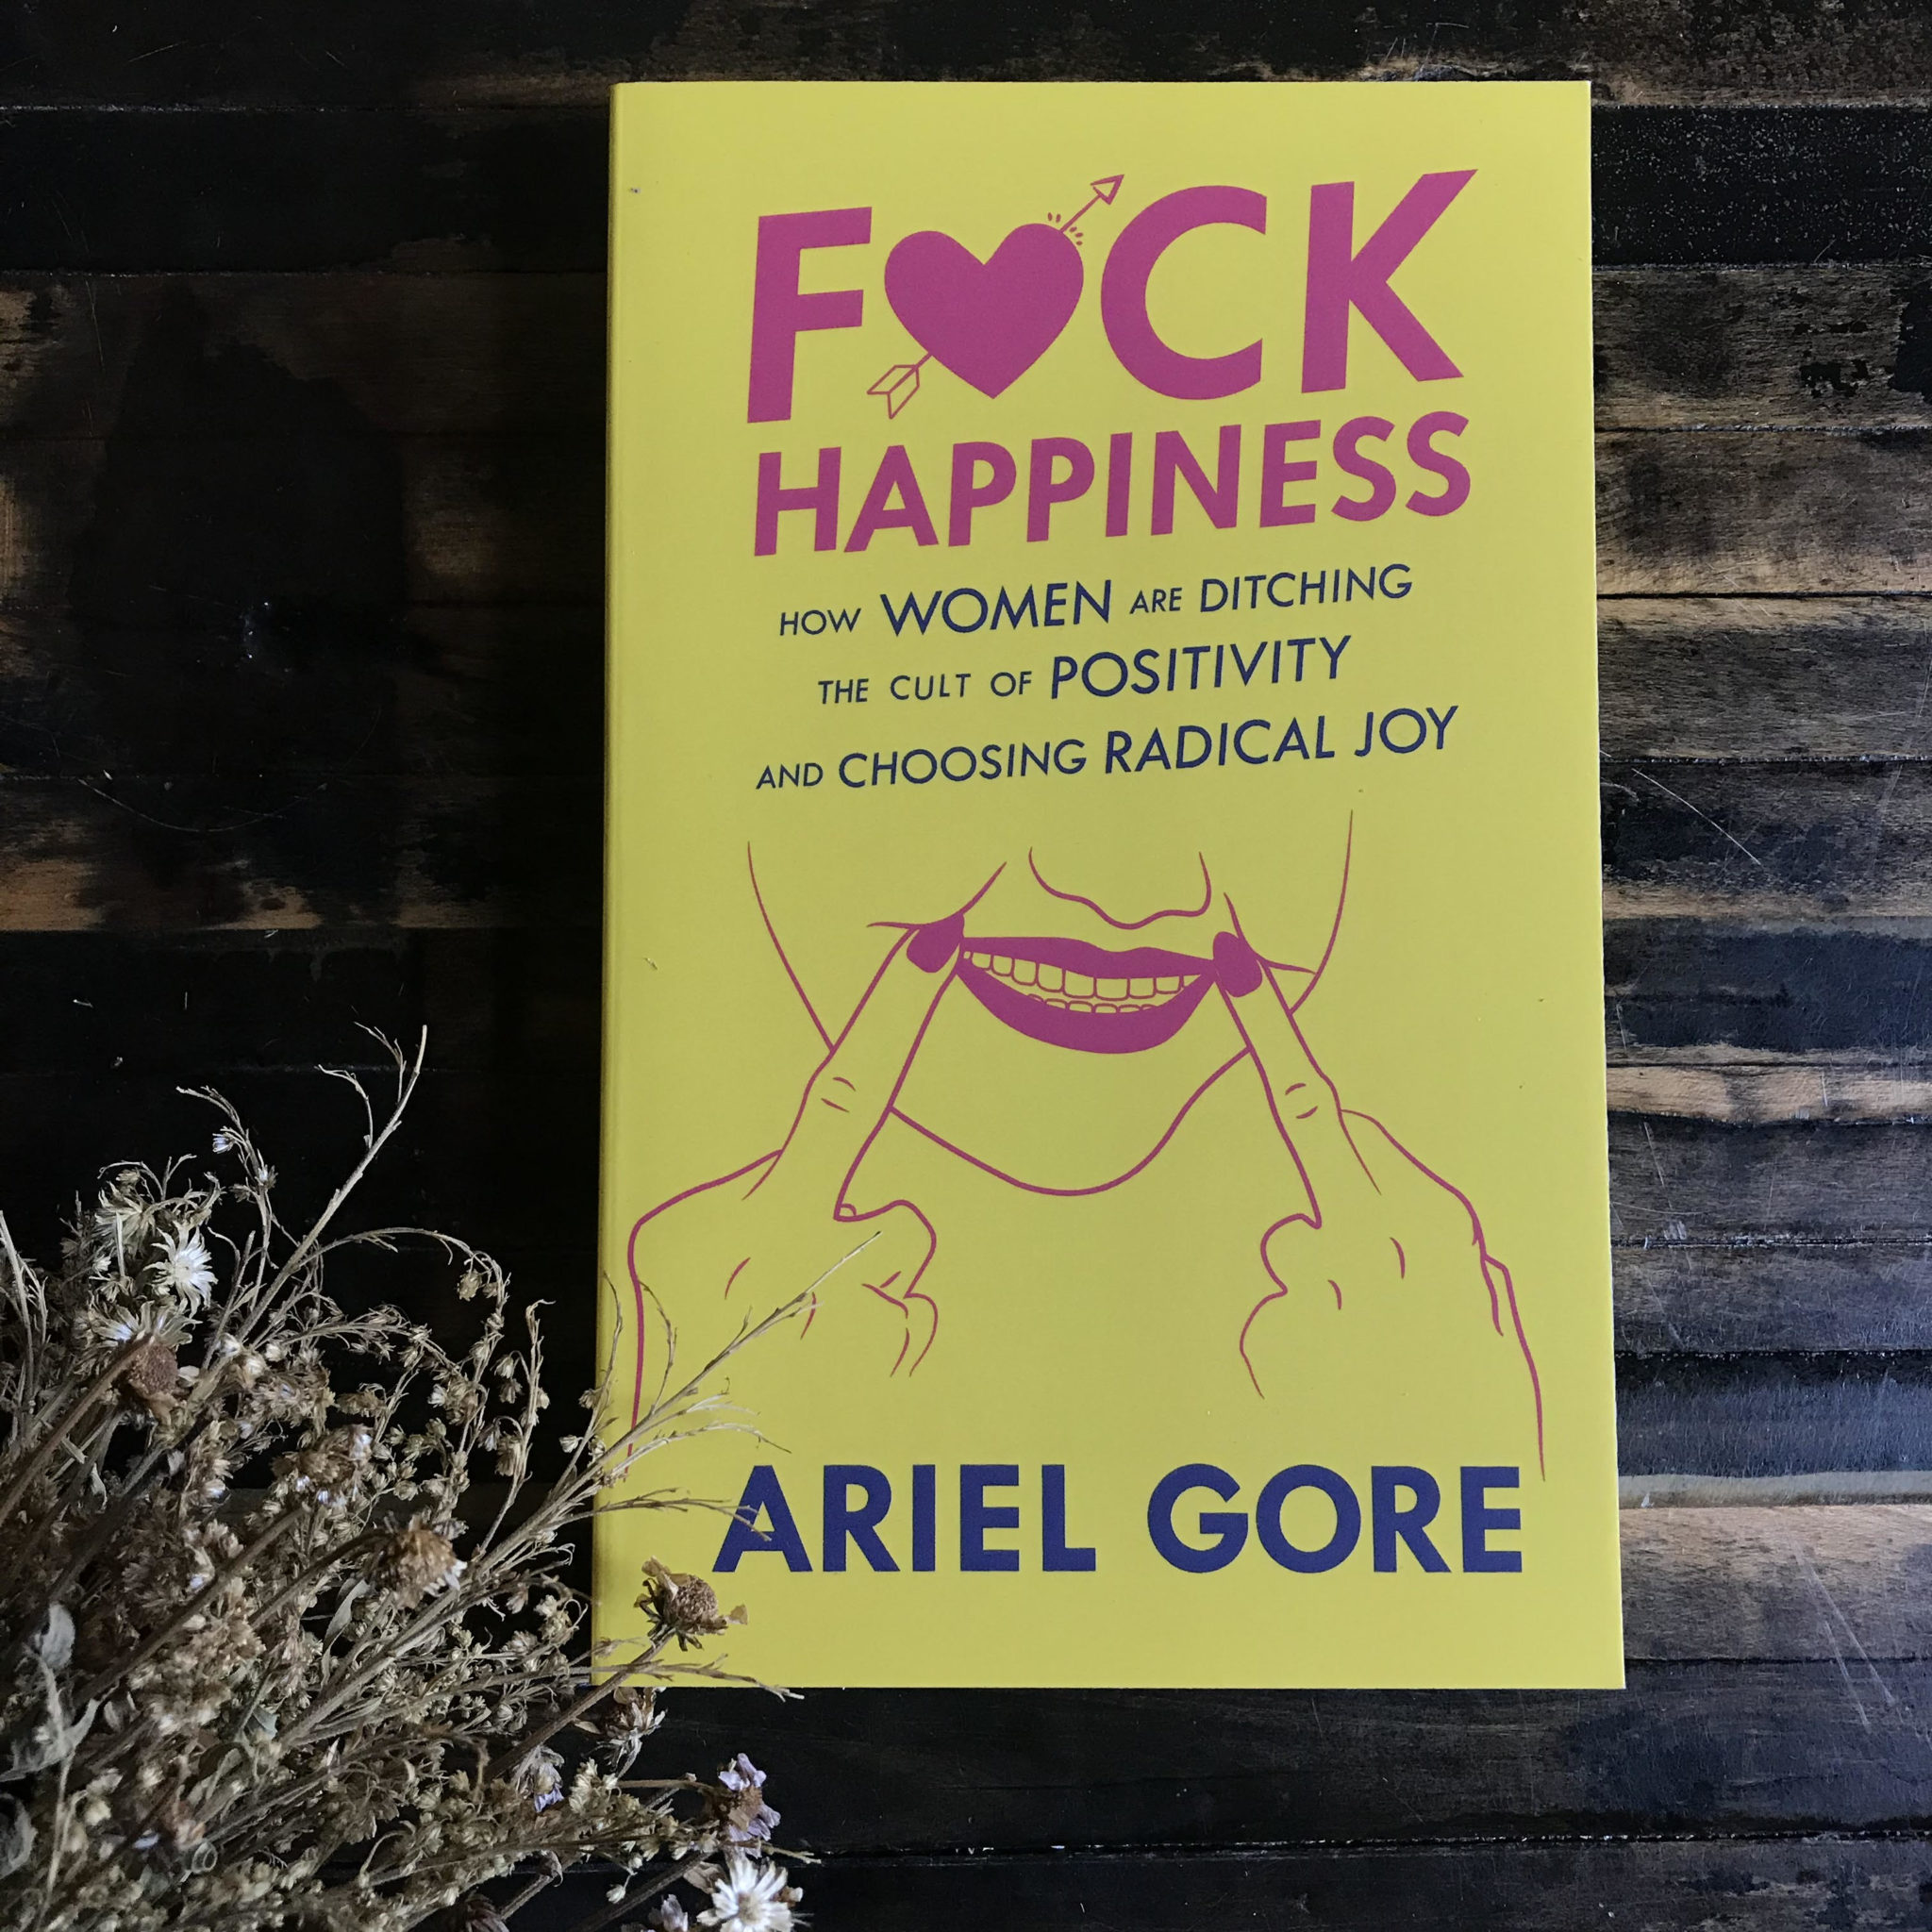 F♥CK
HAPPINESS
HOW WOMEN ARE DITCHING
THE CULT OF POSITIVITY
AND CHOOSING RADICAL JOY
ARIEL GORE